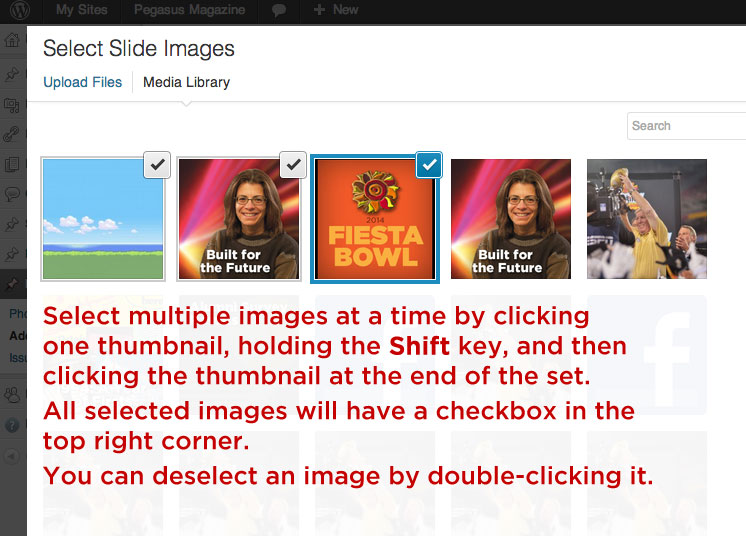 My Sites Pegasus Magazine + New
Select Slide Images
Upload Files Media Library
Search
Built for
the Future
2014
FIESTA
BOWL
Built for
the Future
Select multiple images at a time by clicking
one thumbnail, holding the Shift key, and then
clicking the thumbnail at the end of the set.
All selected images will have a checkbox in the
top right corner.
You can deselect an image by double-clicking it.
Pho
Add
Issu